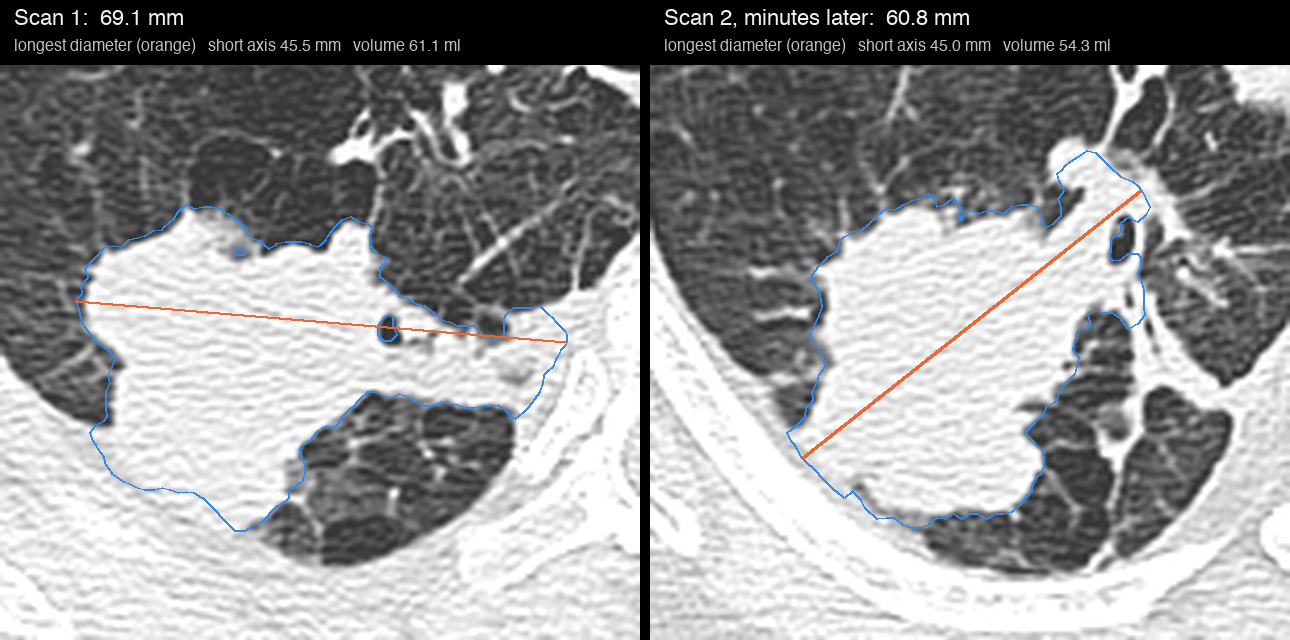 Scan 1:  69.1 mm
longest diameter (orange)   short axis 45.5 mm   volume 61.1 ml
Scan 2, minutes later:  60.8 mm
longest diameter (orange)   short axis 45.0 mm   volume 54.3 ml